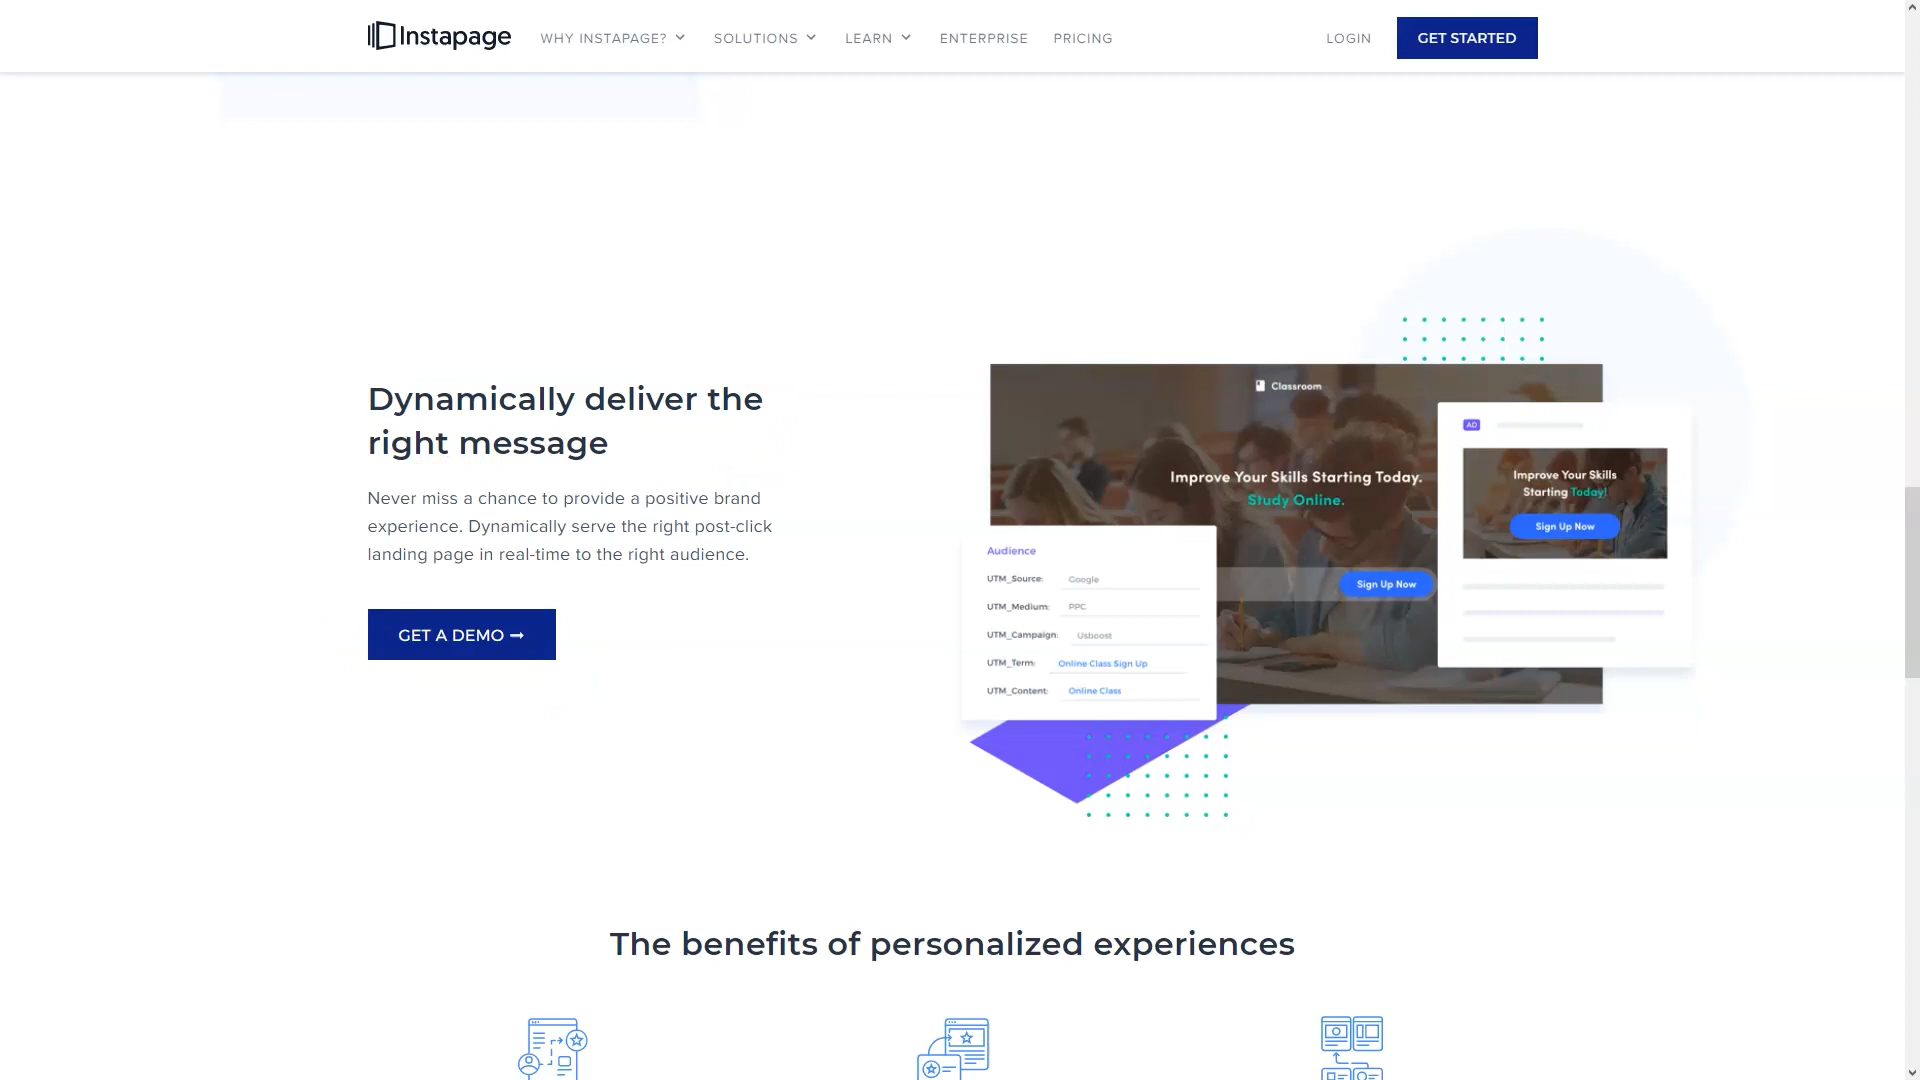 Instapage
WHY INSTAPAGE?
SOLUTIONS
LEARN
ENTERPRISE
PRICING
LOGIN
GET STARTED
Dynamically deliver the
right message
Never miss a chance to provide a positive brand
experience. Dynamically serve the right post-click
landing page in real-time to the right audience.
GET A DEMO
Classroom
Improve Your Skills Starting Today.
Study Online.
Sign Up Now
AD
Improve Your Skills
Starting Today!
Sign Up Now
Audience
UTM_Source: Google
UTM_Medium: PPC
UTM_Campaign: Usboost
UTM_Term: Online Class Sign Up
UTM_Content: Online Class
The benefits of personalized experiences